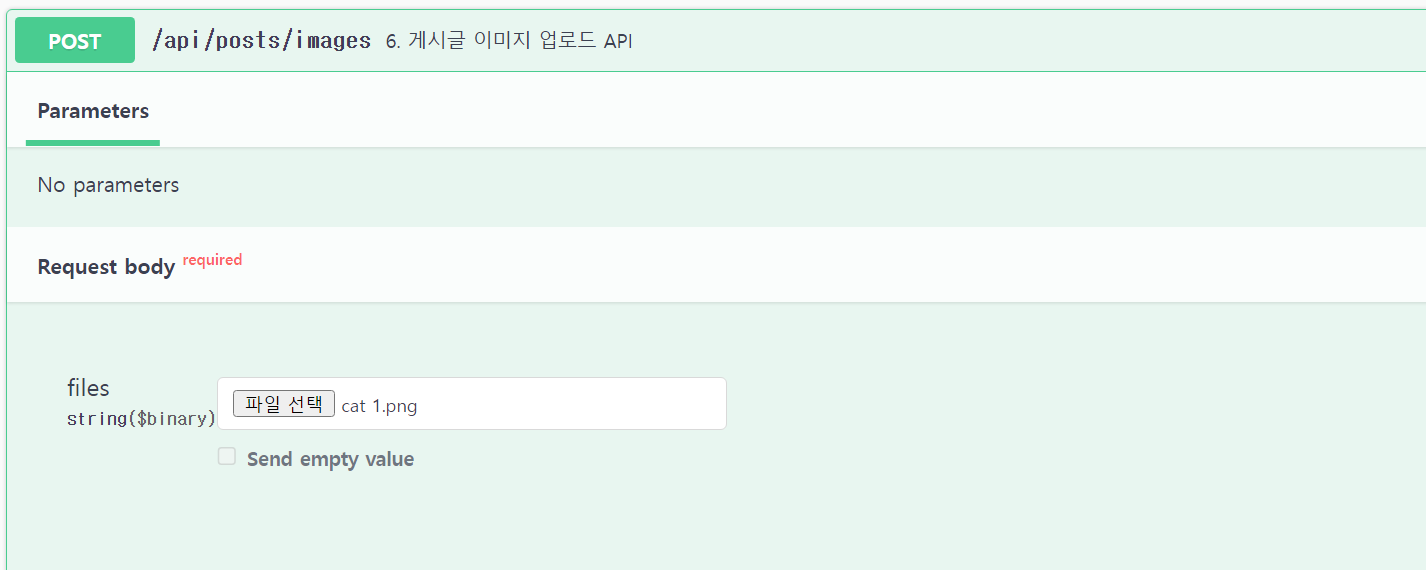 POST /api/posts/images 6. 게시글 이미지 업로드 API
Parameters
No parameters
Request body required
files
string($binary)
파일 선택 cat 1.png
Send empty value